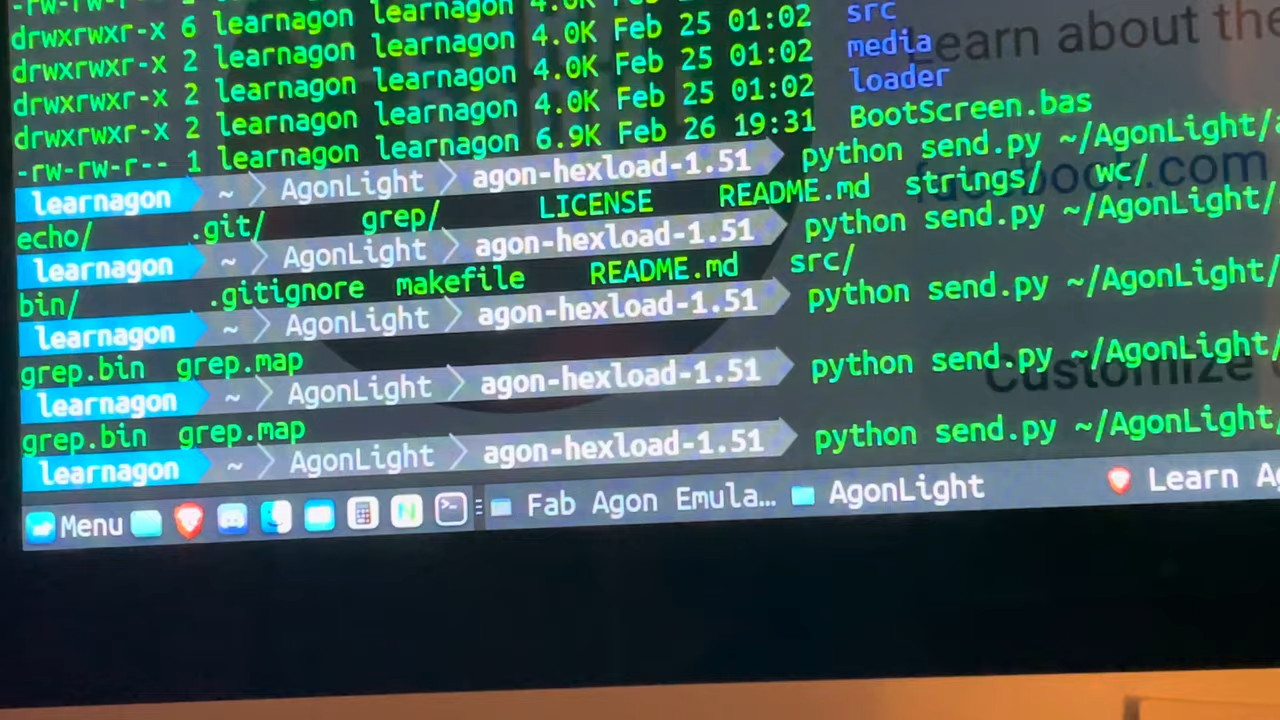 -rw-rw-r-- learnagon learnagon 4.0K Feb 25 01:02
drwxrwxr-x 6 learnagon learnagon 4.0K Feb 25 01:02 src
drwxrwxr-x 2 learnagon learnagon 4.0K Feb 25 01:02 media
drwxrwxr-x 2 learnagon learnagon 4.0K Feb 25 01:02 loader
drwxrwxr-x 2 learnagon learnagon 6.9K Feb 26 19:31 BootScreen.bas
-rw-rw-r-- 1
learnagon ~ AgonLight agon-hexload-1.51 python send.py ~/AgonLight/
echo/ .git/ grep/ LICENSE README.md strings/ wc/
learnagon ~ AgonLight agon-hexload-1.51 python send.py ~/AgonLight/
bin/ .gitignore makefile README.md src/
learnagon ~ AgonLight agon-hexload-1.51 python send.py ~/AgonLight/
grep.bin grep.map
learnagon ~ AgonLight agon-hexload-1.51 python send.py ~/AgonLight/
grep.bin grep.map
learnagon ~ AgonLight agon-hexload-1.51 python send.py ~/AgonLight/
Learn about the
.com
Customize
Menu Fab Agon Emula... AgonLight Learn Ag